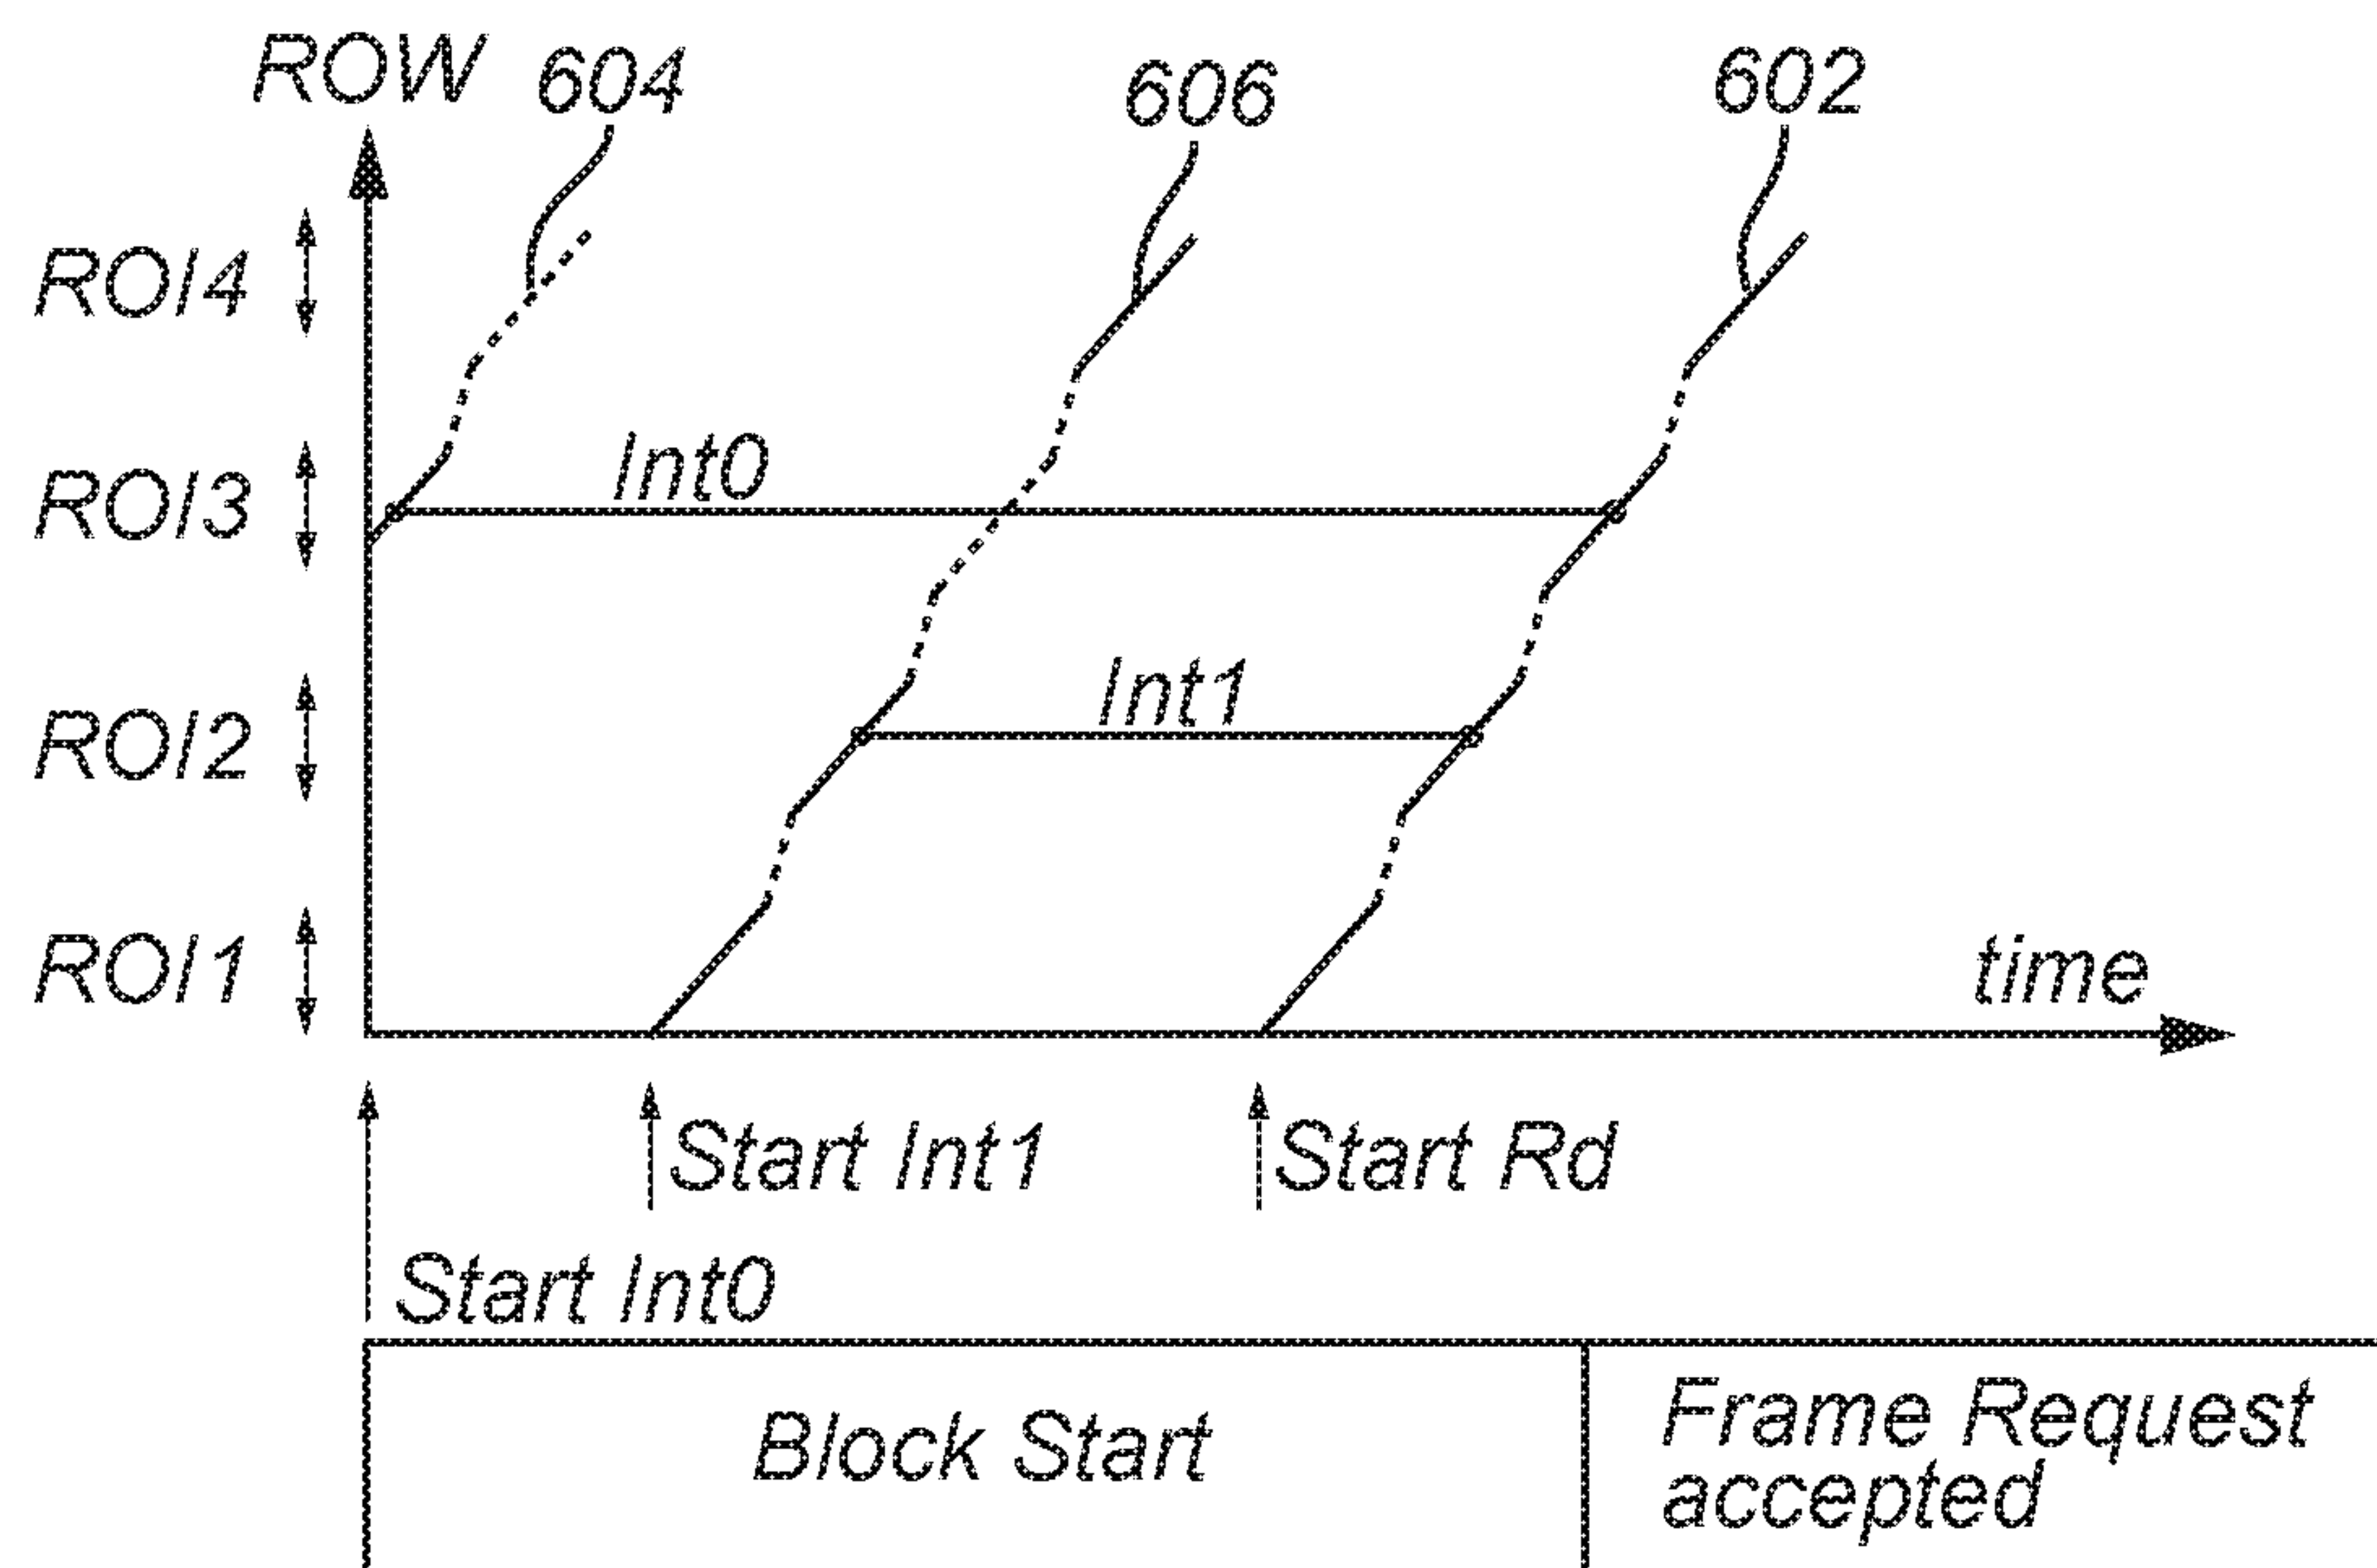 ROW
604
606
602
ROI4
ROI3
Int0
ROI2
Int1
ROI1
time
Start Int1
Start Rd
Start Int0
Block Start
Frame Request
accepted